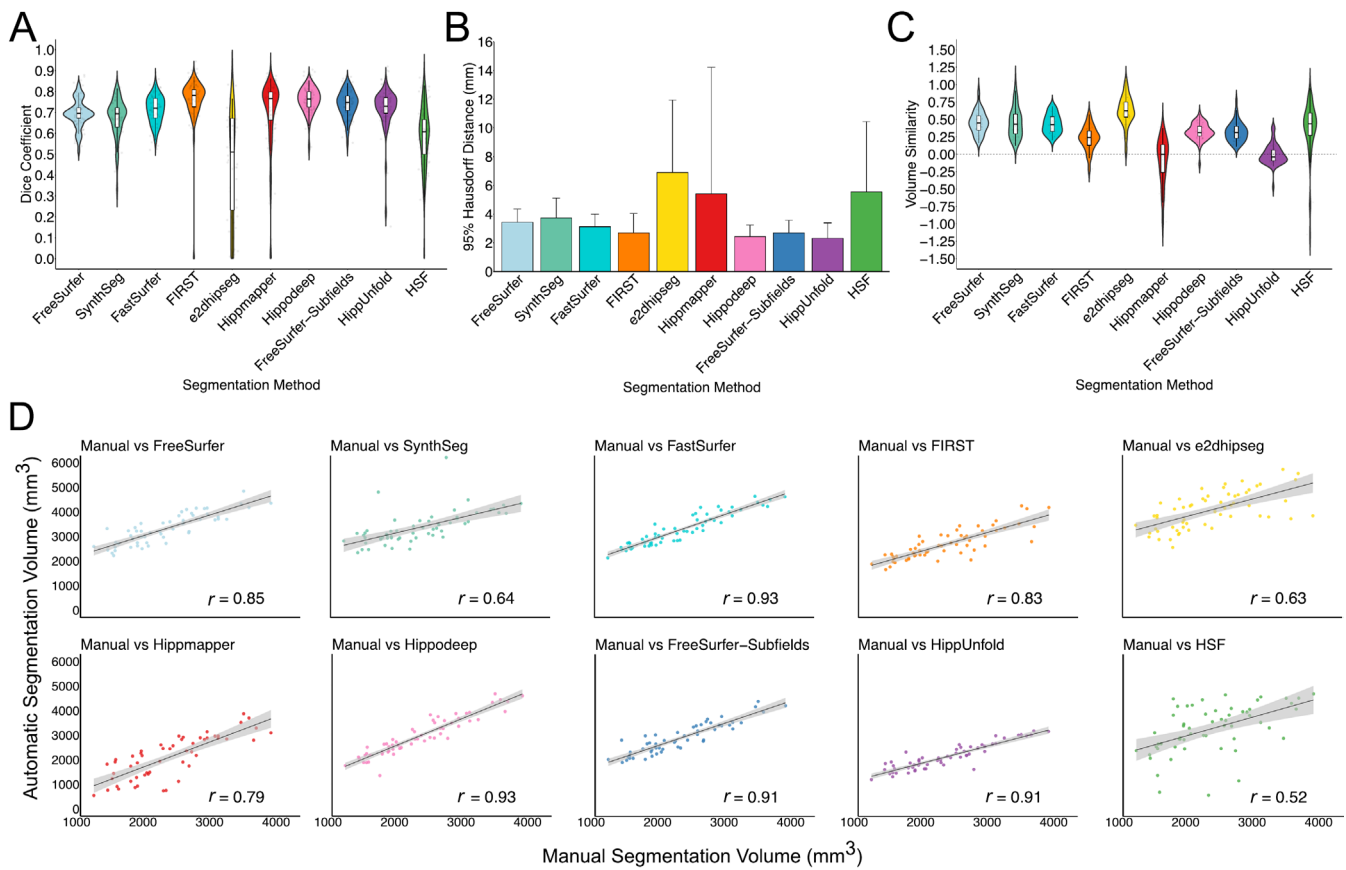 A
Dice Coefficient
1.0
0.9
0.8
0.7
0.6
0.5
0.4
0.3
0.2
0.1
0.0
FreeSurfer
SynthSeg
FastSurfer
FIRST
e2dhipseg
Hippmapper
Hippodeep
FreeSurfer–Subfields
HippUnfold
HSF
Segmentation Method
B
95% Hausdorff Distance (mm)
16
14
12
10
8
6
4
2
0
FreeSurfer
SynthSeg
FastSurfer
FIRST
e2dhipseg
Hippmapper
Hippodeep
FreeSurfer–Subfields
HippUnfold
HSF
Segmentation Method
C
Volume Similarity
1.50
1.25
1.00
0.75
0.50
0.25
0.00
−0.25
−0.50
−0.75
−1.00
−1.25
−1.50
FreeSurfer
SynthSeg
FastSurfer
FIRST
e2dhipseg
Hippmapper
Hippodeep
FreeSurfer–Subfields
HippUnfold
HSF
Segmentation Method
D
Automatic Segmentation Volume (mm³)
Manual vs FreeSurfer
6000
5000
4000
3000
2000
1000
0
r = 0.85
Manual vs SynthSeg
r = 0.64
Manual vs FastSurfer
r = 0.93
Manual vs FIRST
r = 0.83
Manual vs e2dhipseg
r = 0.63
Manual vs Hippmapper
6000
5000
4000
3000
2000
1000
0
r = 0.79
1000 2000 3000 4000
Manual vs Hippodeep
r = 0.93
1000 2000 3000 4000
Manual vs FreeSurfer–Subfields
r = 0.91
1000 2000 3000 4000
Manual vs HippUnfold
r = 0.91
1000 2000 3000 4000
Manual vs HSF
r = 0.52
1000 2000 3000 4000
Manual Segmentation Volume (mm³)